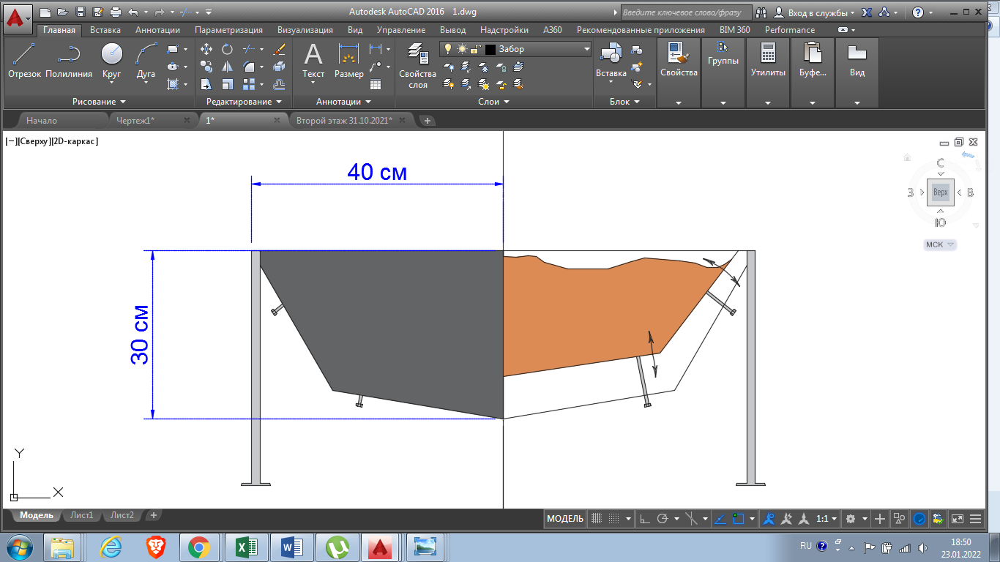 Autodesk AutoCAD 2016 1.dwg
Введите ключевое слово/фразу
Вход в службы
Главная Вставка Аннотации Параметризация Визуализация Вид Управление Вывод Надстройки A360 Рекомендованные приложения BIM 360 Performance
Отрезок Полилиния Круг Дуга
Текст Размер
Свойства слоя
Забор
Вставка
Свойства
Группы
Утилиты
Буфе...
Вид
Рисование Редактирование Аннотации Слои Блок
Начало Чертеж1* 1* Второй этаж 31.10.2021*
[−][Сверху][2D-каркас]
40 см
30 см
С
З Верх В
Ю
МСК
Y
X
Модель Лист1 Лист2
МОДЕЛЬ 1:1
RU
18:50
23.01.2022